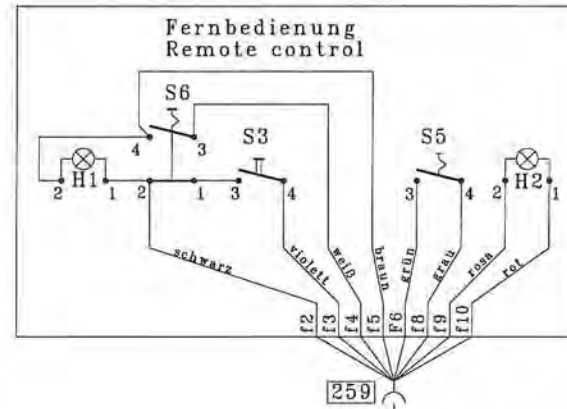 Fernbedienung
Remote control
S6
4
3
S3
S5
2
H1
1
2
1
3
4
3
4
2
H2
1
schwarz
violett
weiß
braun
grün
grau
rosa
rot
f2
f3
f4
f5
F6
f8
f9
f10
259